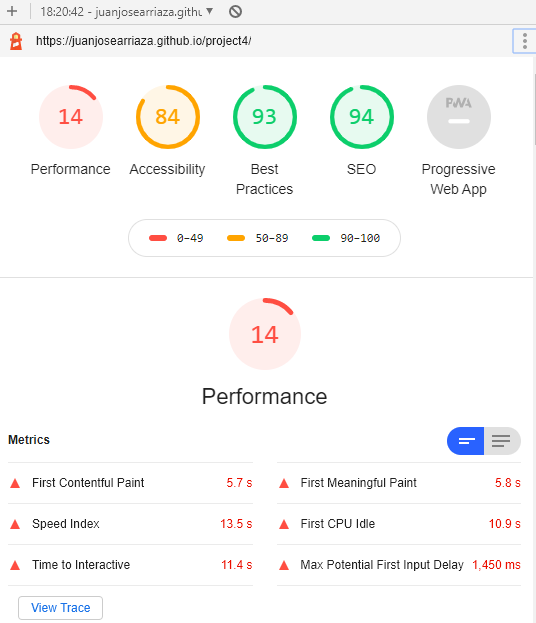 18:20:42 - juanjosearriaza.githu
https://juanjosearriaza.github.io/project4/
14 84 93 94 PWA
Performance Accessibility Best Practices SEO Progressive Web App
0–49 50–89 90–100
14
Performance
Metrics
First Contentful Paint 5.7 s First Meaningful Paint 5.8 s
Speed Index 13.5 s First CPU Idle 10.9 s
Time to Interactive 11.4 s Max Potential First Input Delay 1,450 ms
View Trace